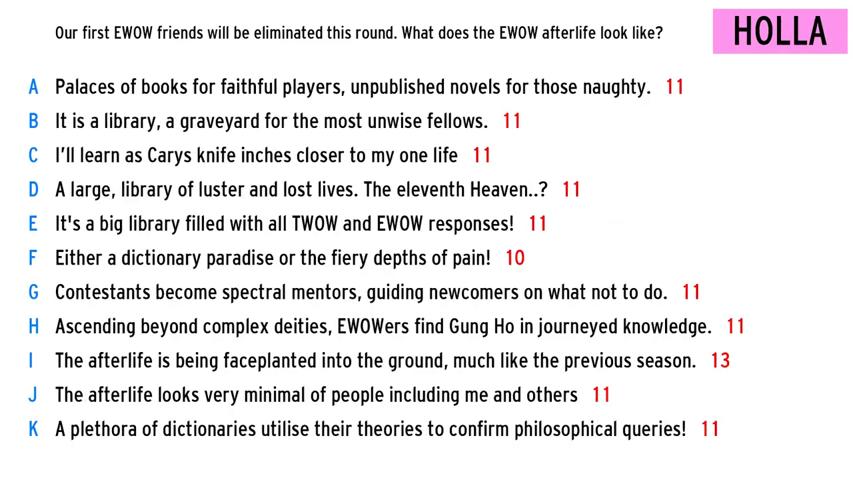 Our first EWOW friends will be eliminated this round. What does the EWOW afterlife look like?
HOLLA
A Palaces of books for faithful players, unpublished novels for those naughty. 11
B It is a library, a graveyard for the most unwise fellows. 11
C I'll learn as Carys knife inches closer to my one life 11
D A large, library of luster and lost lives. The eleventh Heaven..? 11
E It's a big library filled with all TWOW and EWOW responses! 11
F Either a dictionary paradise or the fiery depths of pain! 10
G Contestants become spectral mentors, guiding newcomers on what not to do. 11
H Ascending beyond complex deities, EWOWers find Gung Ho in journeyed knowledge. 11
I The afterlife is being faceplanted into the ground, much like the previous season. 13
J The afterlife looks very minimal of people including me and others 11
K A plethora of dictionaries utilise their theories to confirm philosophical queries! 11